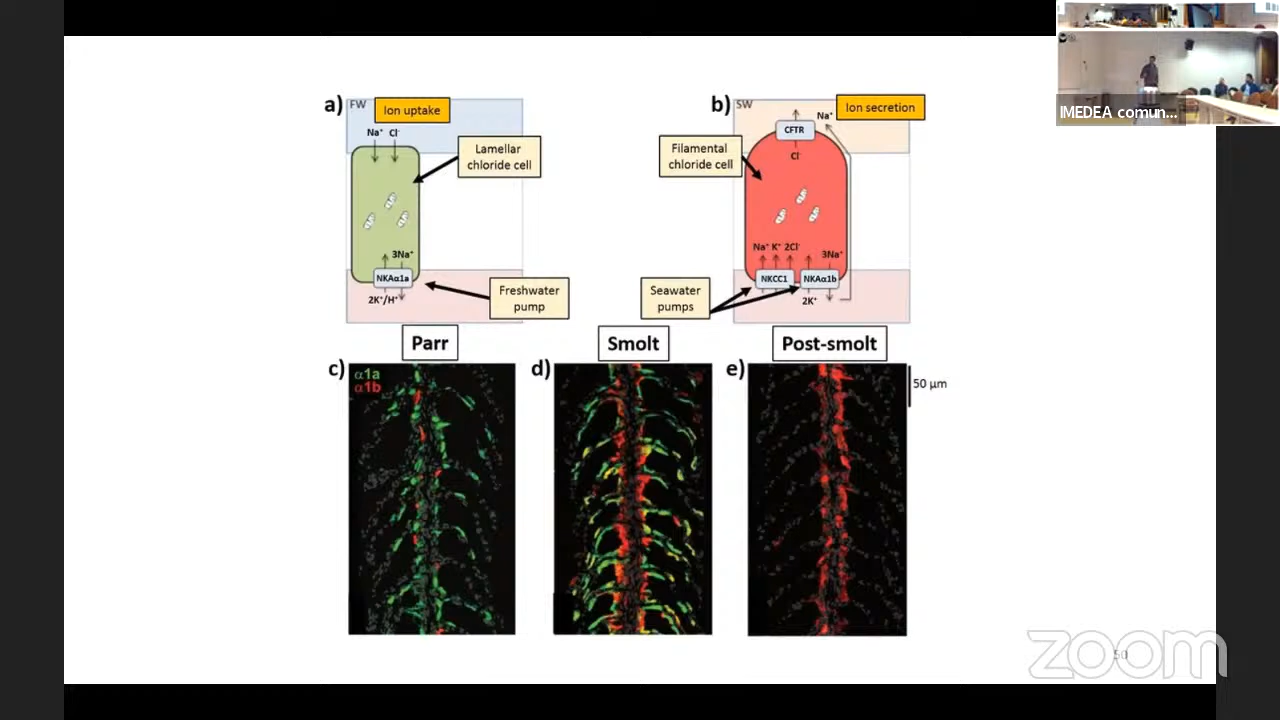 IMEDEA comun...
a)
FW
Ion uptake
Na⁺ Cl⁻
Lamellar
chloride cell
3Na⁺
NKAα1a
2K⁺/H⁺
Freshwater
pump
b)
SW
Ion secretion
Na⁺
CFTR
Cl⁻
Filamental
chloride cell
Na⁺ K⁺ 2Cl⁻
3Na⁺
NKCC1
NKAα1b
2K⁺
Seawater
pumps
Parr
Smolt
Post-smolt
c)
α1a
α1b
d)
e)
50 μm
zoom
50